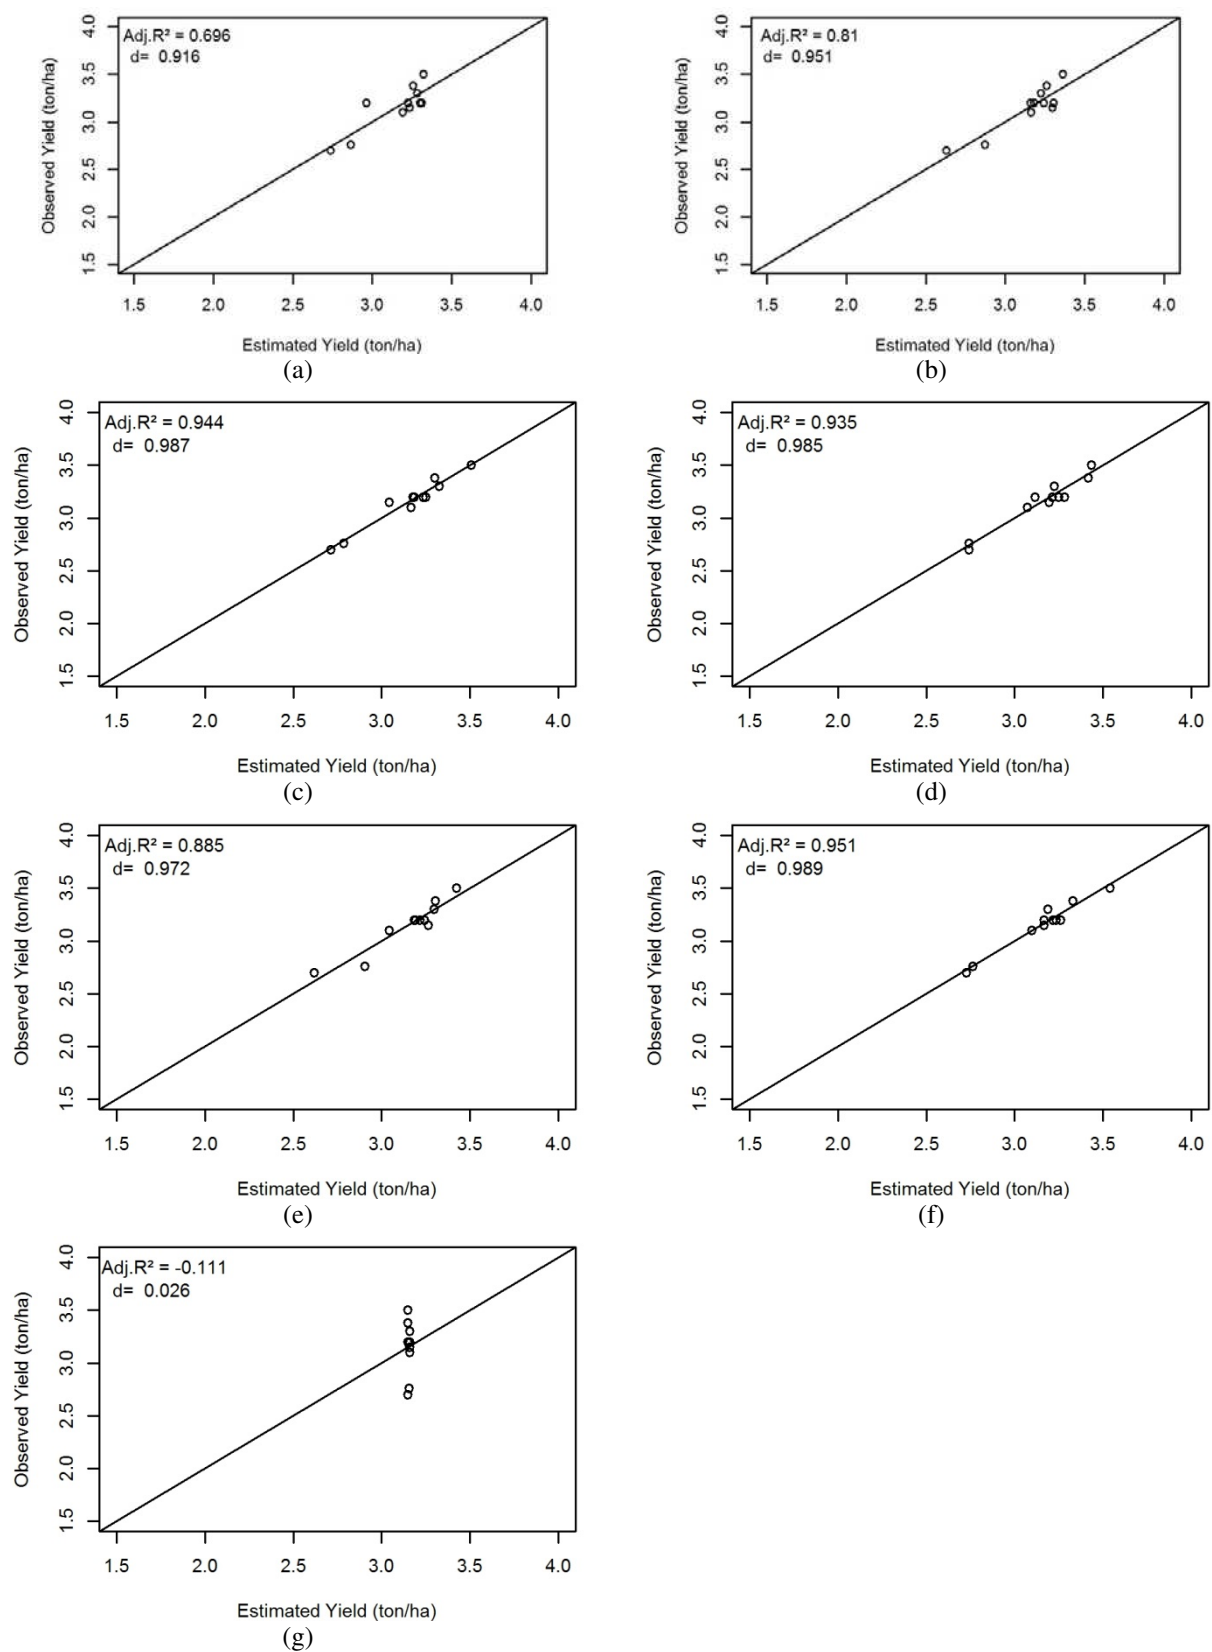 Adj.R² = 0.696
d= 0.916
4.0
3.5
3.0
2.5
2.0
1.5
Observed Yield (ton/ha)
1.5 2.0 2.5 3.0 3.5 4.0
Estimated Yield (ton/ha)
(a)
Adj.R² = 0.81
d= 0.951
4.0
3.5
3.0
2.5
2.0
1.5
Observed Yield (ton/ha)
1.5 2.0 2.5 3.0 3.5 4.0
Estimated Yield (ton/ha)
(b)
Adj.R² = 0.944
d= 0.987
4.0
3.5
3.0
2.5
2.0
1.5
Observed Yield (ton/ha)
1.5 2.0 2.5 3.0 3.5 4.0
Estimated Yield (ton/ha)
(c)
Adj.R² = 0.935
d= 0.985
4.0
3.5
3.0
2.5
2.0
1.5
Observed Yield (ton/ha)
1.5 2.0 2.5 3.0 3.5 4.0
Estimated Yield (ton/ha)
(d)
Adj.R² = 0.885
d= 0.972
4.0
3.5
3.0
2.5
2.0
1.5
Observed Yield (ton/ha)
1.5 2.0 2.5 3.0 3.5 4.0
Estimated Yield (ton/ha)
(e)
Adj.R² = 0.951
d= 0.989
4.0
3.5
3.0
2.5
2.0
1.5
Observed Yield (ton/ha)
1.5 2.0 2.5 3.0 3.5 4.0
Estimated Yield (ton/ha)
(f)
Adj.R² = -0.111
d= 0.026
4.0
3.5
3.0
2.5
2.0
1.5
Observed Yield (ton/ha)
1.5 2.0 2.5 3.0 3.5 4.0
Estimated Yield (ton/ha)
(g)